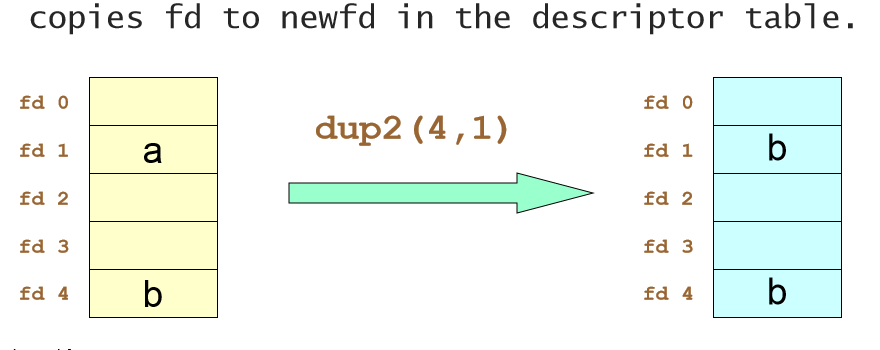 copies fd to newfd in the descriptor table.
dup2(4,1)
fd 0
fd 1 a
fd 2
fd 3
fd 4 b
fd 0
fd 1 b
fd 2
fd 3
fd 4 b